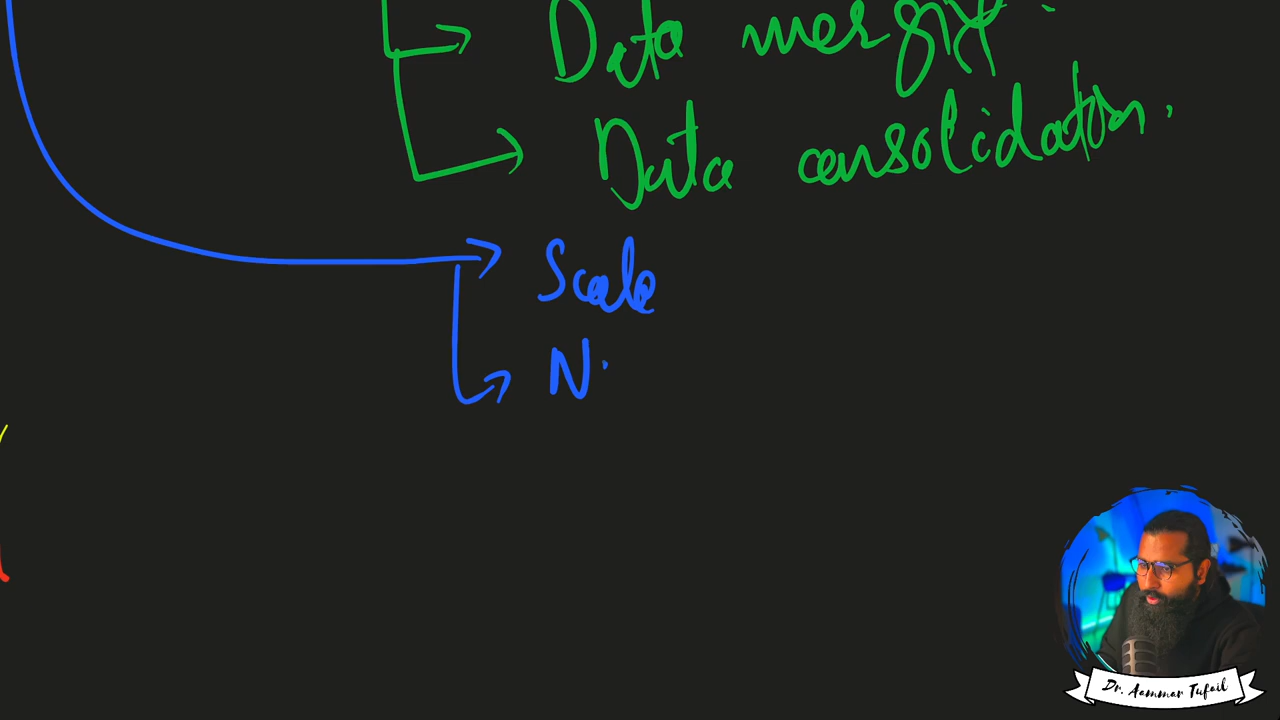 Data merging.
Data consolidation.
Scale
N
Dr. Aammar Tufail